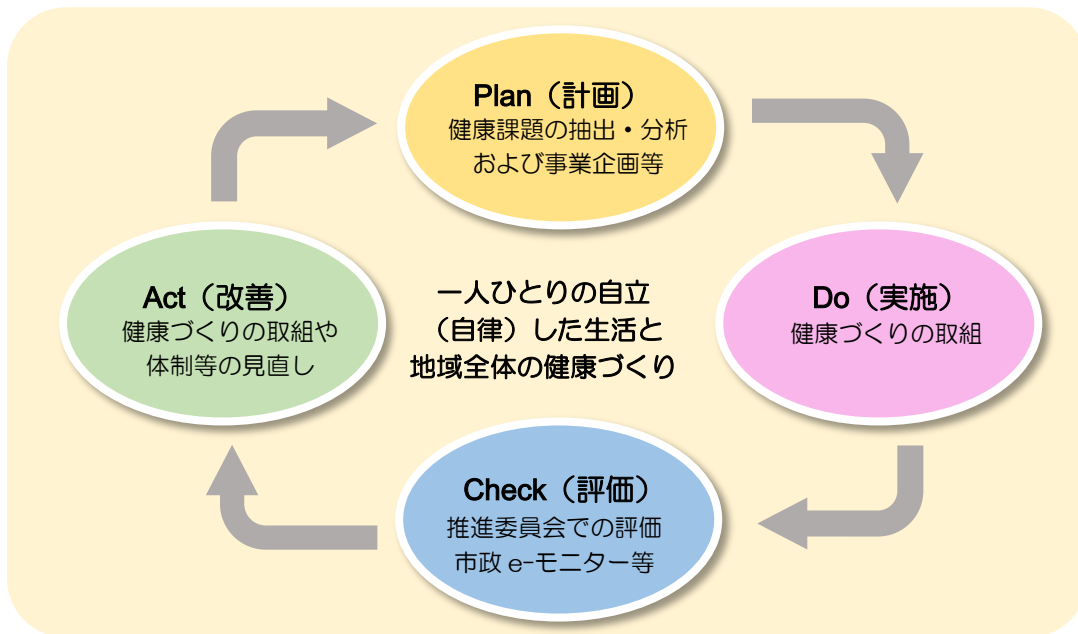 Plan（計画）
健康課題の抽出・分析
および事業企画等
Act（改善）
健康づくりの取組や
体制等の見直し
一人ひとりの自立
（自律）した生活と
地域全体の健康づくり
Do（実施）
健康づくりの取組
Check（評価）
推進委員会での評価
市政 e-モニター等